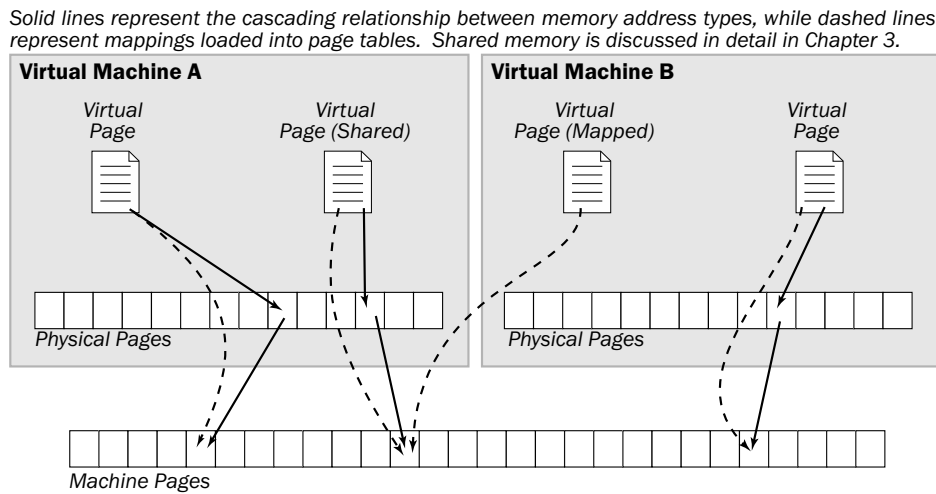 Solid lines represent the cascading relationship between memory address types, while dashed lines
represent mappings loaded into page tables.  Shared memory is discussed in detail in Chapter 3.
Virtual Machine A
Virtual Machine B
Virtual
Page
Virtual
Page (Shared)
Virtual
Page (Mapped)
Virtual
Page
Physical Pages
Physical Pages
Machine Pages